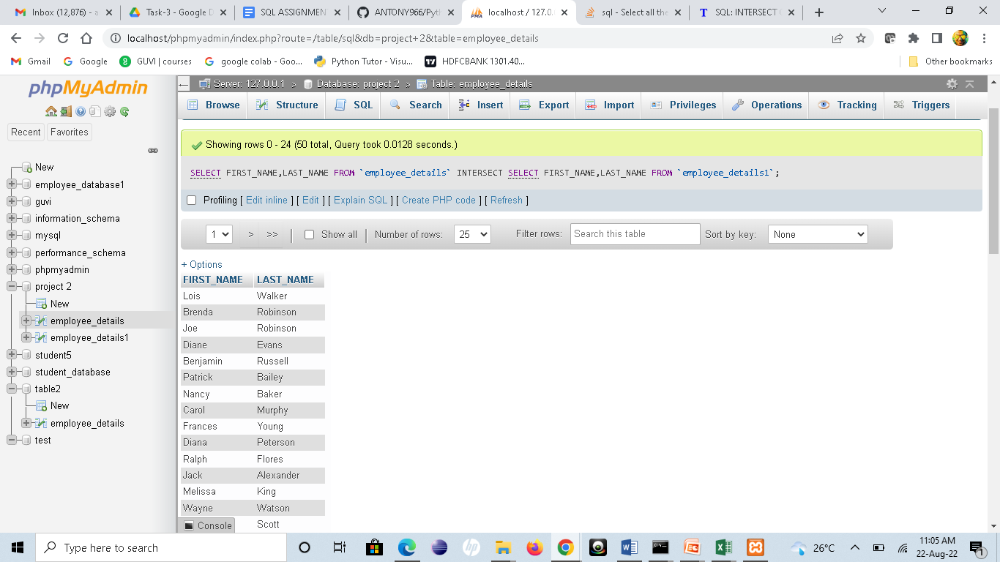 Inbox (12,876) - a
Task-3 - Google D
SQL ASSIGNMENT
ANTONY966/Pyth
localhost / 127.0.
sql - Select all the
SQL: INTERSECT
localhost/phpmyadmin/index.php?route=/table/sql&db=project+2&table=employee_details
Gmail
Google
GUVI | courses
google colab - Goo...
Python Tutor - Visu...
HDFCBANK 1301.40...
Other bookmarks
phpMyAdmin
Recent
Favorites
New
employee_database1
guvi
information_schema
mysql
performance_schema
phpmyadmin
project 2
New
employee_details
employee_details1
student5
student_database
table2
New
employee_details
test
Server: 127.0.0.1 » Database: project 2 » Table: employee_details
Browse
Structure
SQL
Search
Insert
Export
Import
Privileges
Operations
Tracking
Triggers
Showing rows 0 - 24 (50 total, Query took 0.0128 seconds.)
SELECT FIRST_NAME,LAST_NAME FROM `employee_details` INTERSECT SELECT FIRST_NAME,LAST_NAME FROM `employee_details1`;
Profiling [ Edit inline ] [ Edit ] [ Explain SQL ] [ Create PHP code ] [ Refresh ]
1 > >> | Show all | Number of rows: 25 Filter rows: Search this table Sort by key: None
+ Options
FIRST_NAME LAST_NAME
Lois Walker
Brenda Robinson
Joe Robinson
Diane Evans
Benjamin Russell
Patrick Bailey
Nancy Baker
Carol Murphy
Frances Young
Diana Peterson
Ralph Flores
Jack Alexander
Melissa King
Wayne Watson
Scott
Console
Type here to search
26°C
11:05 AM
22-Aug-22
1